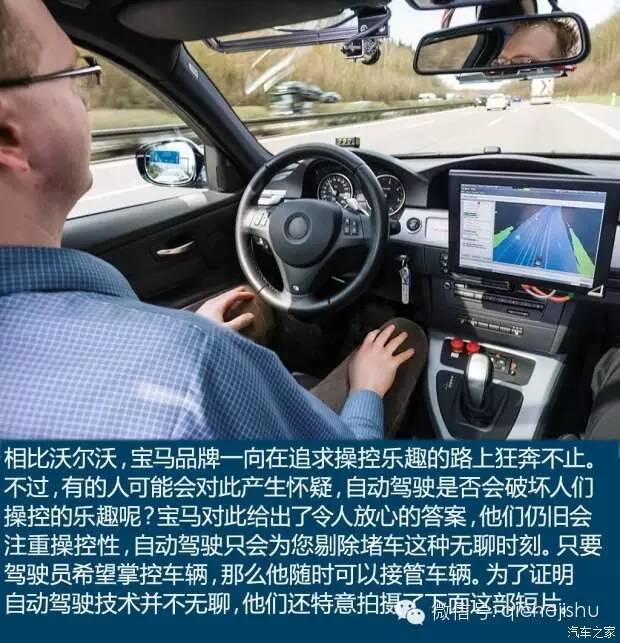 相比沃尔沃，宝马品牌一向在追求操控乐趣的路上狂奔不止。
不过，有的人可能会对此产生怀疑，自动驾驶是否会破坏人们
操控的乐趣呢？宝马对此给出了令人放心的答案，他们仍旧会
注重操控性，自动驾驶只会为您剔除堵车这种无聊时刻。只要
驾驶员希望掌控车辆，那么他随时可以接管车辆。为了证明
自动驾驶技术并不无聊，他们还特意拍摄了下面这部短片。
微信号: qichejishu
汽车之家